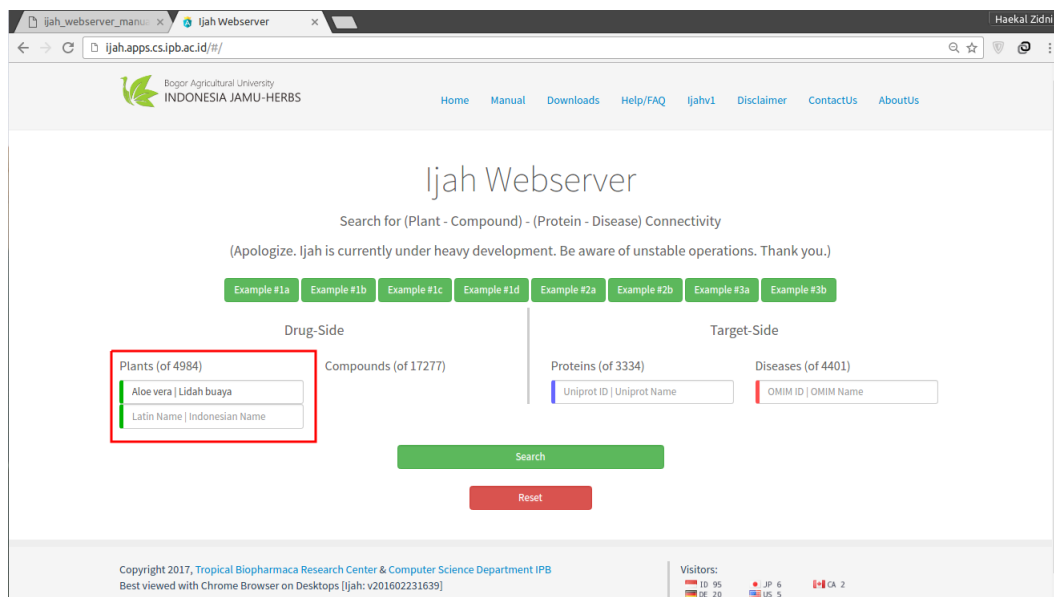 ijah_webserver_manu
Ijah Webserver
Haekal Zidni
ijah.apps.cs.ipb.ac.id/#/
Bogor Agricultural University
INDONESIA JAMU-HERBS
Home Manual Downloads Help/FAQ Ijahv1 Disclaimer ContactUs AboutUs
Ijah Webserver
Search for (Plant - Compound) - (Protein - Disease) Connectivity
(Apologize. Ijah is currently under heavy development. Be aware of unstable operations. Thank you.)
Example #1a Example #1b Example #1c Example #1d Example #2a Example #2b Example #3a Example #3b
Drug-Side
Target-Side
Plants (of 4984)
Compounds (of 17277)
Proteins (of 3334)
Diseases (of 4401)
Aloe vera | Lidah buaya
Uniprot ID | Uniprot Name
OMIM ID | OMIM Name
Latin Name | Indonesian Name
Search
Reset
Copyright 2017, Tropical Biopharmaca Research Center & Computer Science Department IPB
Best viewed with Chrome Browser on Desktops [Ijah: v201602231639]
Visitors:
ID 95 JP 6 CA 2
DE 20 US 5